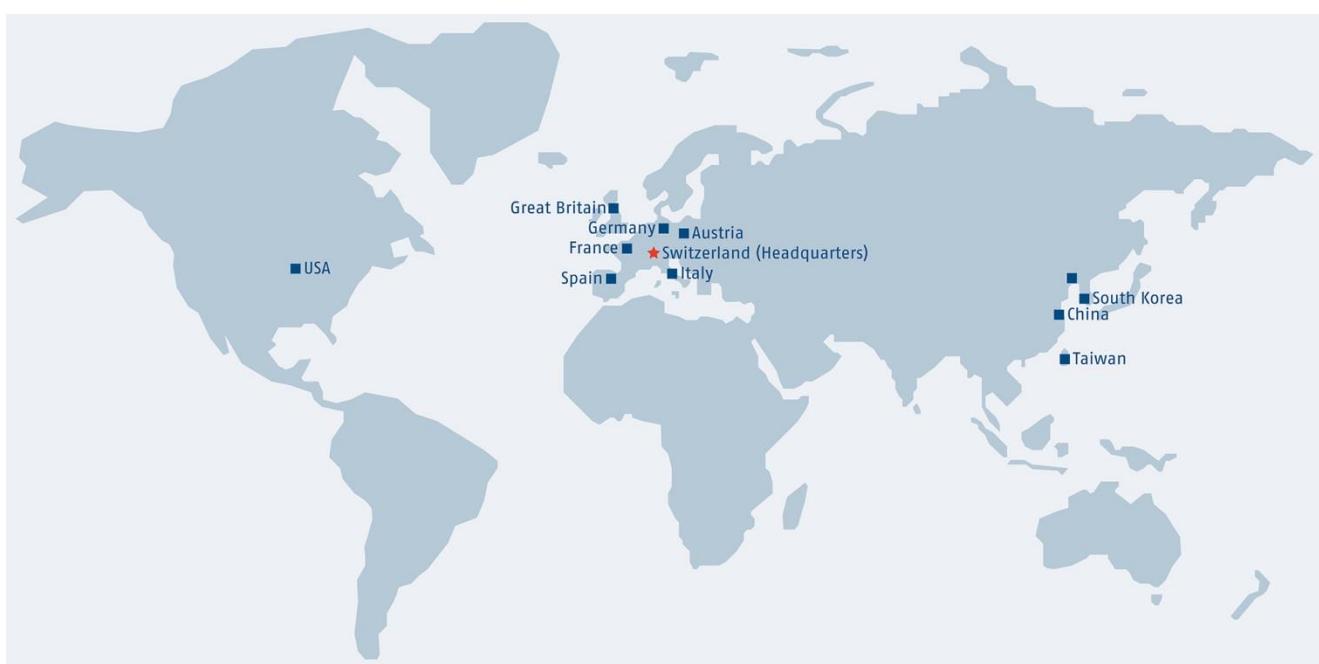 Great Britain
Germany
Austria
France
Switzerland (Headquarters)
USA
Italy
Spain
South Korea
China
Taiwan